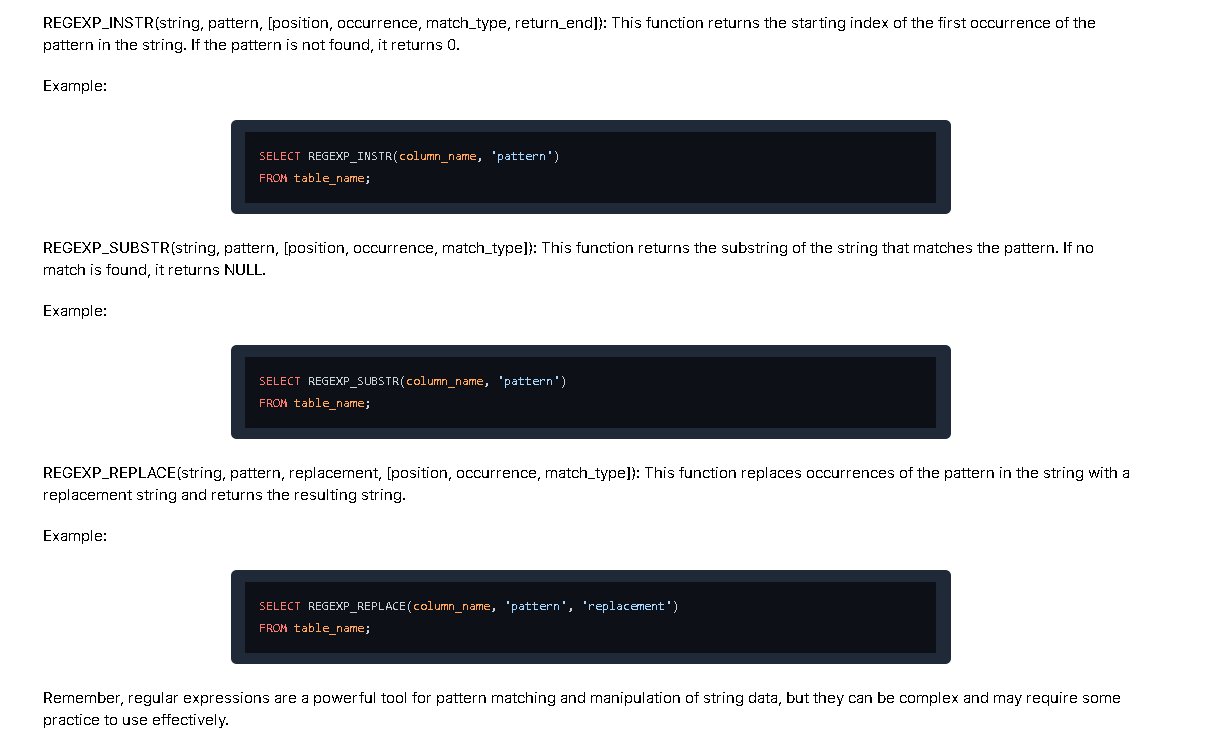 REGEXP_INSTR(string, pattern, [position, occurrence, match_type, return_end]): This function returns the starting index of the first occurrence of the
pattern in the string. If the pattern is not found, it returns 0.
Example:
SELECT REGEXP_INSTR(column_name, 'pattern')
FROM table_name;
REGEXP_SUBSTR(string, pattern, [position, occurrence, match_type]): This function returns the substring of the string that matches the pattern. If no
match is found, it returns NULL.
Example:
SELECT REGEXP_SUBSTR(column_name, 'pattern')
FROM table_name;
REGEXP_REPLACE(string, pattern, replacement, [position, occurrence, match_type]): This function replaces occurrences of the pattern in the string with a
replacement string and returns the resulting string.
Example:
SELECT REGEXP_REPLACE(column_name, 'pattern', 'replacement')
FROM table_name;
Remember, regular expressions are a powerful tool for pattern matching and manipulation of string data, but they can be complex and may require some
practice to use effectively.